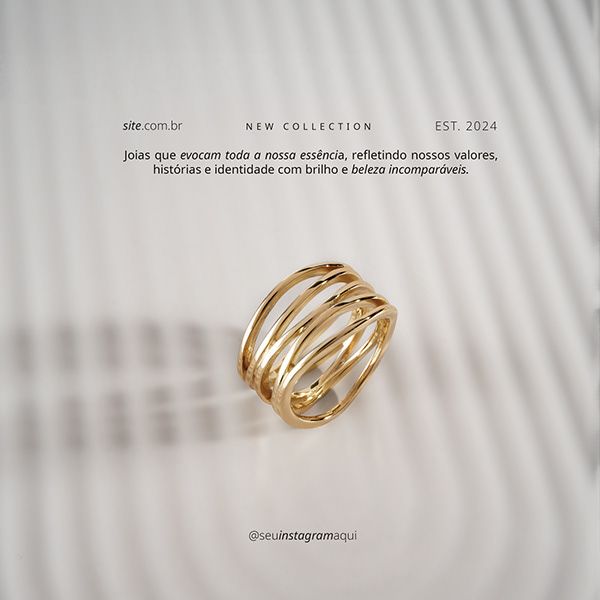 site.com.br NEW COLLECTION EST. 2024
Joias que evocam toda a nossa essência, refletindo nossos valores,
histórias e identidade com brilho e beleza incomparáveis.
@seuinstagramaqui